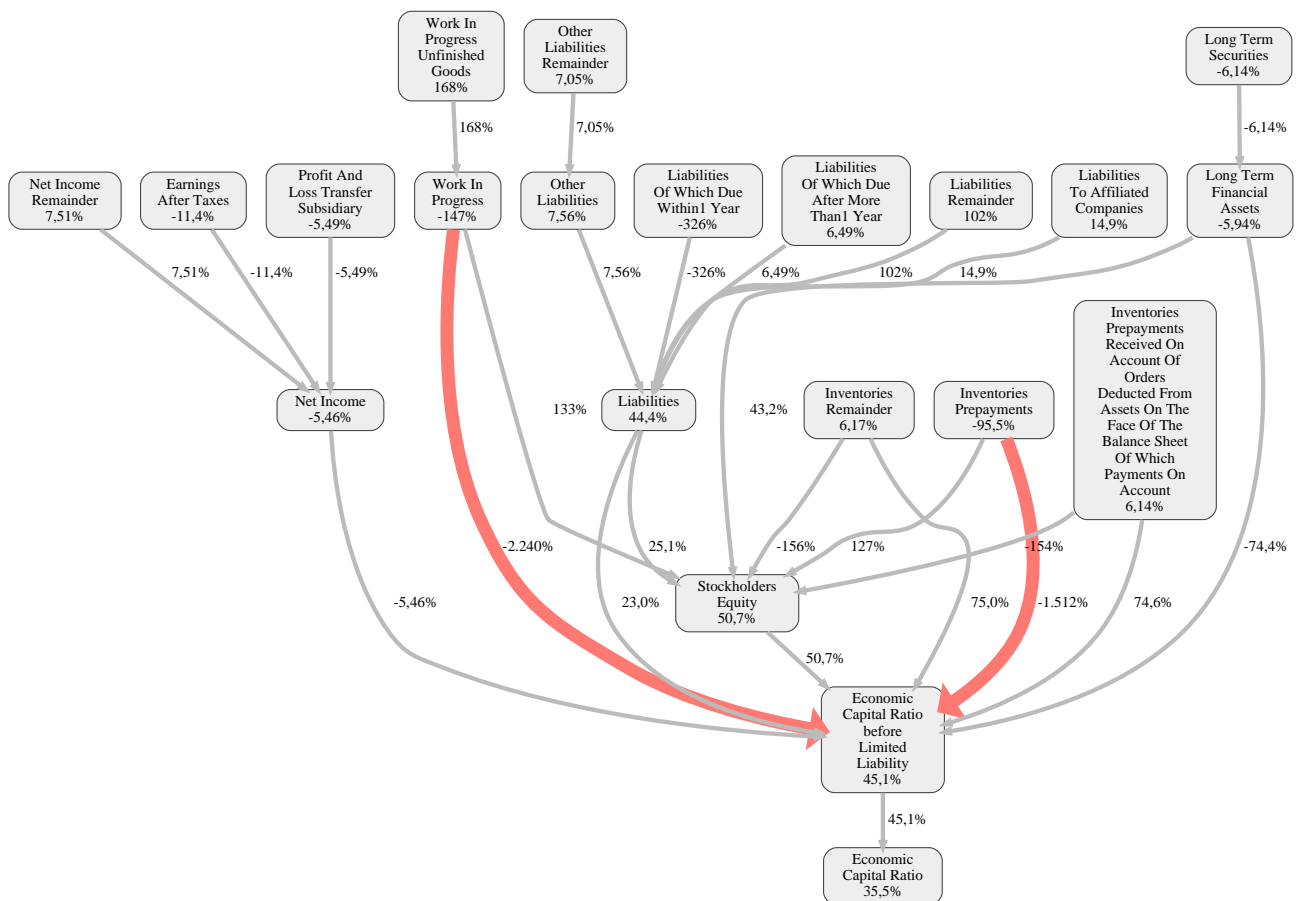 Work In
Progress
Unfinished
Goods
168%
Other
Liabilities
Remainder
7,05%
Long Term
Securities
-6,14%
168%
7,05%
-6,14%
Net Income
Remainder
7,51%
Earnings
After Taxes
-11,4%
Profit And
Loss Transfer
Subsidiary
-5,49%
Work In
Progress
-147%
Other
Liabilities
7,56%
Liabilities
Of Which Due
Within1 Year
-326%
Liabilities
Of Which Due
After More
Than1 Year
6,49%
Liabilities
Remainder
102%
Liabilities
To Affiliated
Companies
14,9%
Long Term
Financial
Assets
-5,94%
7,51%
-11,4%
-5,49%
7,56%
-326%
6,49%
102%
14,9%
Inventories
Prepayments
Received On
Account Of
Orders
Deducted From
Assets On The
Face Of The
Balance Sheet
Of Which
Payments On
Account
6,14%
Net Income
-5,46%
133%
Liabilities
44,4%
43,2%
Inventories
Remainder
6,17%
Inventories
Prepayments
-95,5%
-2.240%
25,1%
-156%
127%
-154%
-74,4%
Stockholders
Equity
50,7%
-5,46%
23,0%
75,0%
-1.512%
74,6%
50,7%
Economic
Capital Ratio
before
Limited
Liability
45,1%
45,1%
Economic
Capital Ratio
35,5%